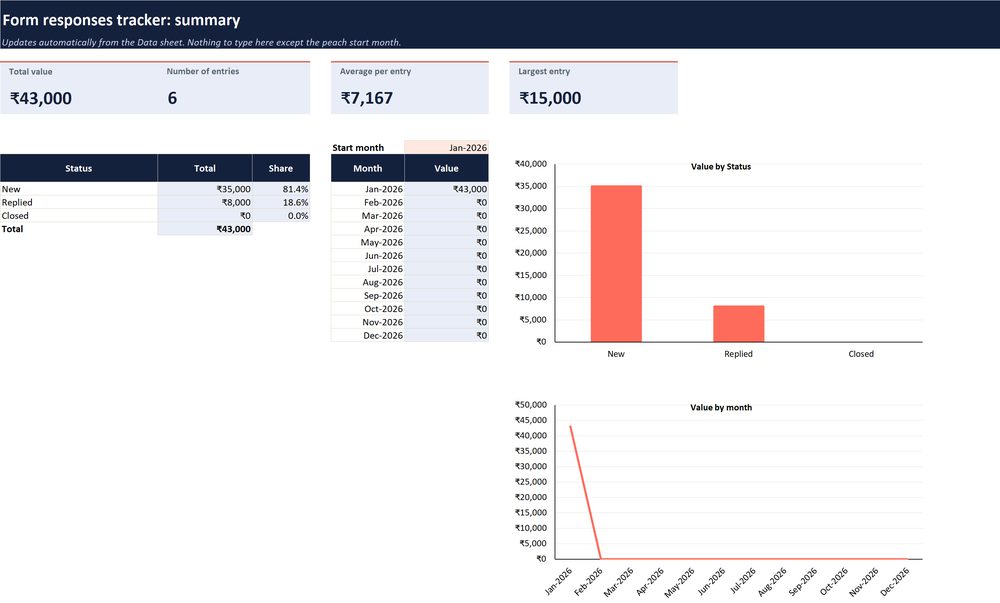 Form responses tracker: summary
Updates automatically from the Data sheet. Nothing to type here except the peach start month.
Total value Number of entries Average per entry Largest entry
₹43,000 6 ₹7,167 ₹15,000
Start month Jan-2026
Status Total Share
New ₹35,000 81.4%
Replied ₹8,000 18.6%
Closed ₹0 0.0%
Total ₹43,000
Month Value
Jan-2026 ₹43,000
Feb-2026 ₹0
Mar-2026 ₹0
Apr-2026 ₹0
May-2026 ₹0
Jun-2026 ₹0
Jul-2026 ₹0
Aug-2026 ₹0
Sep-2026 ₹0
Oct-2026 ₹0
Nov-2026 ₹0
Dec-2026 ₹0
Value by Status
₹40,000
₹35,000
₹30,000
₹25,000
₹20,000
₹15,000
₹10,000
₹5,000
₹0
New Replied Closed
Value by month
₹50,000
₹45,000
₹40,000
₹35,000
₹30,000
₹25,000
₹20,000
₹15,000
₹10,000
₹5,000
₹0
Jan-2026 Feb-2026 Mar-2026 Apr-2026 May-2026 Jun-2026 Jul-2026 Aug-2026 Sep-2026 Oct-2026 Nov-2026 Dec-2026